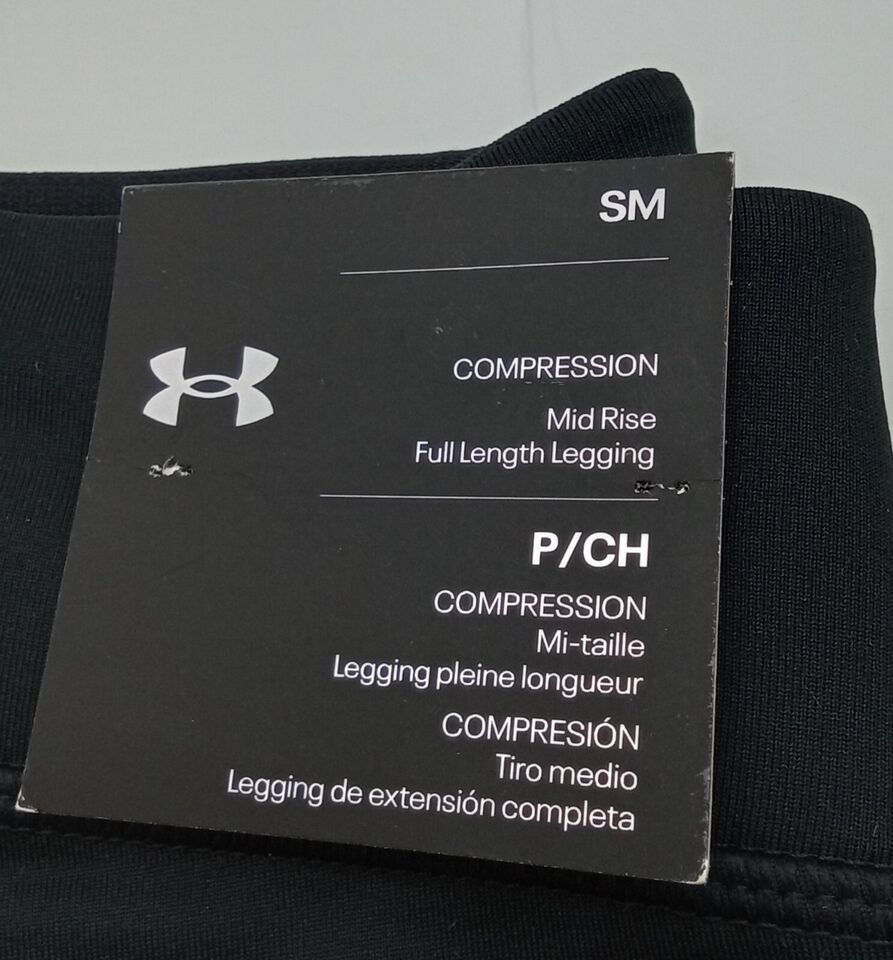 SM
COMPRESSION
Mid Rise
Full Length Legging
P/CH
COMPRESSION
Mi-taille
Legging pleine longueur
COMPRESIÓN
Tiro medio
Legging de extensión completa